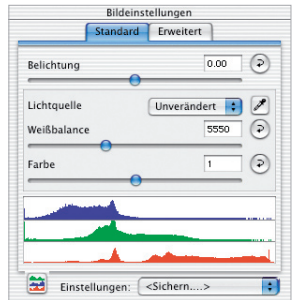 Bildeinstellungen
Standard Erweitert
Belichtung 0.00
Lichtquelle Unverändert
Weißbalance 5550
Farbe 1
Einstellungen: <Sichern....>